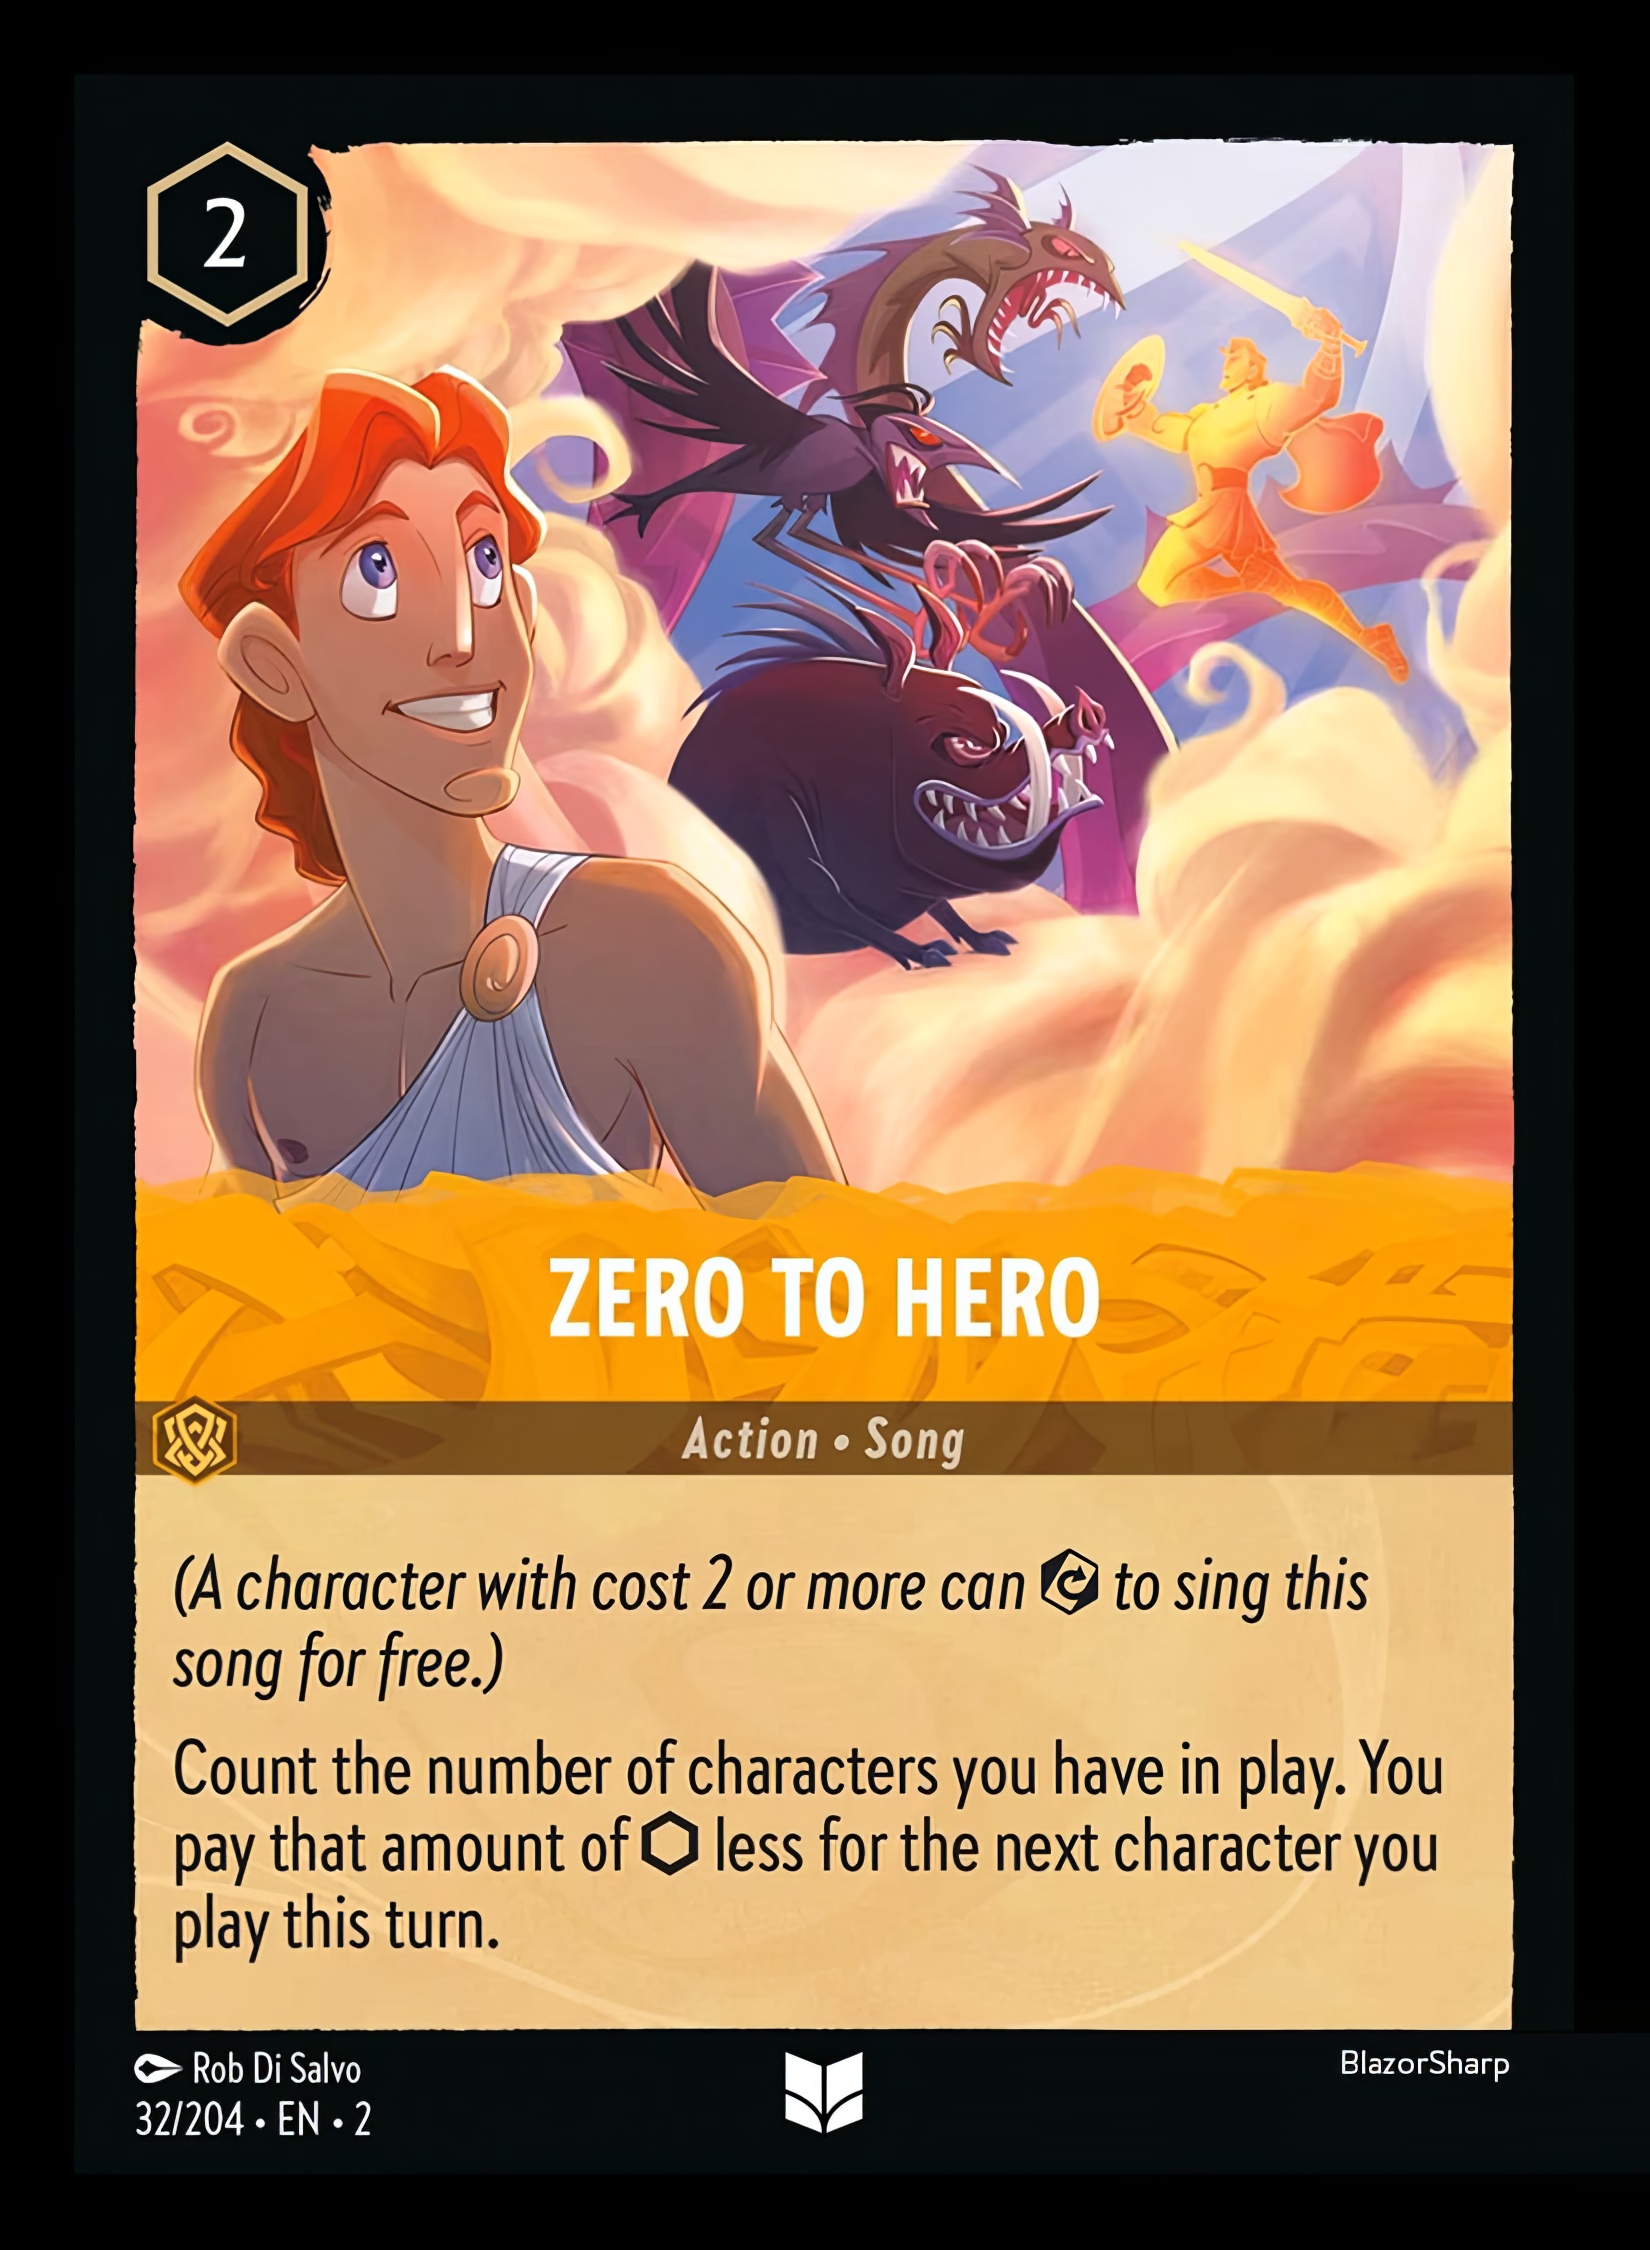 2
ZERO TO HERO
Action • Song
(A character with cost 2 or more can to sing this
song for free.)
Count the number of characters you have in play. You
pay that amount of less for the next character you
play this turn.
Rob Di Salvo
BlazorSharp
32/204 • EN • 2